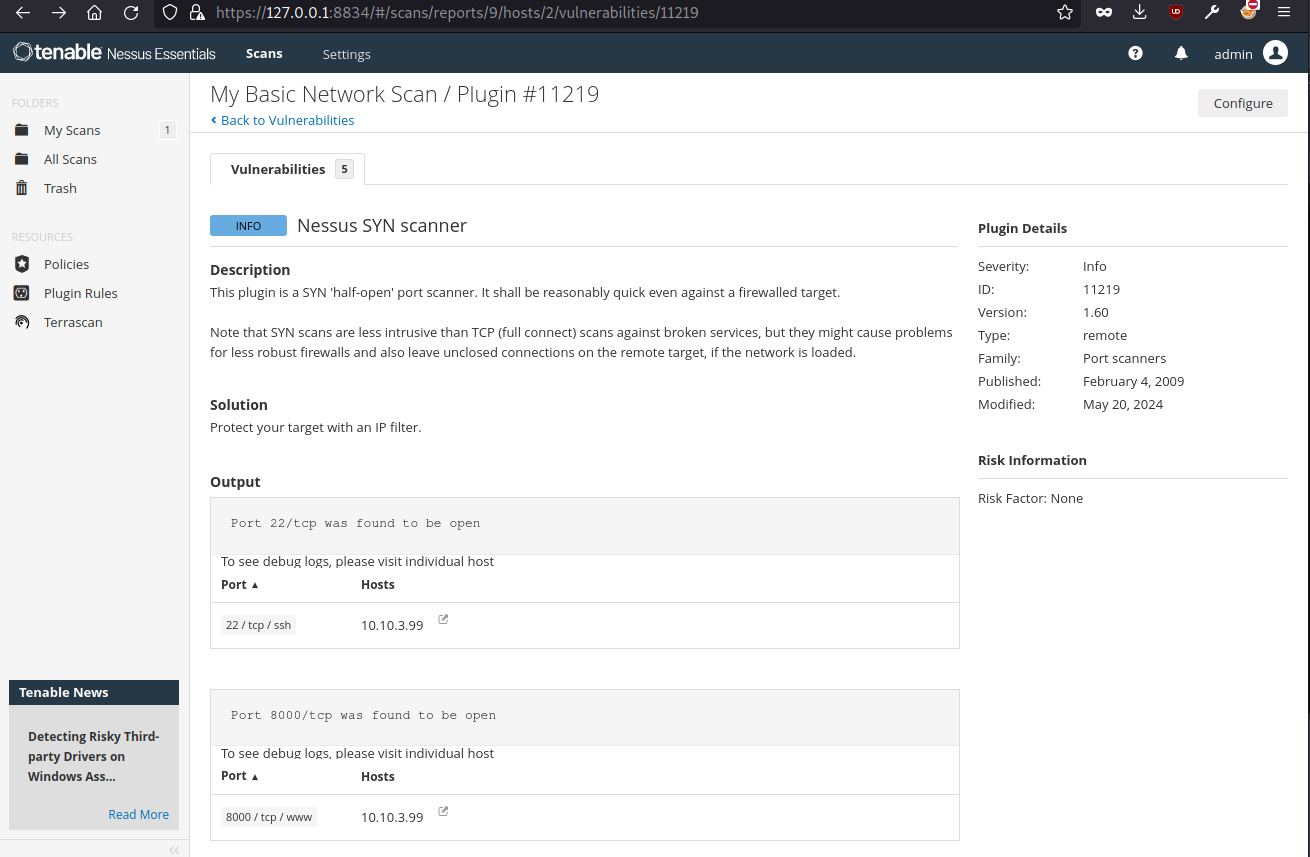 https://127.0.0.1:8834/#/scans/reports/9/hosts/2/vulnerabilities/11219
tenable Nessus Essentials
Scans
Settings
admin
FOLDERS
My Scans
1
All Scans
Trash
RESOURCES
Policies
Plugin Rules
Terrascan
Tenable News
Detecting Risky Third-
party Drivers on
Windows Ass...
Read More
My Basic Network Scan / Plugin #11219
Back to Vulnerabilities
Configure
Vulnerabilities 5
INFO Nessus SYN scanner
Description
This plugin is a SYN 'half-open' port scanner. It shall be reasonably quick even against a firewalled target.
Note that SYN scans are less intrusive than TCP (full connect) scans against broken services, but they might cause problems
for less robust firewalls and also leave unclosed connections on the remote target, if the network is loaded.
Solution
Protect your target with an IP filter.
Output
Port 22/tcp was found to be open
To see debug logs, please visit individual host
Port ▲ Hosts
22 / tcp / ssh 10.10.3.99
Port 8000/tcp was found to be open
To see debug logs, please visit individual host
Port ▲ Hosts
8000 / tcp / www 10.10.3.99
Plugin Details
Severity: Info
ID: 11219
Version: 1.60
Type: remote
Family: Port scanners
Published: February 4, 2009
Modified: May 20, 2024
Risk Information
Risk Factor: None